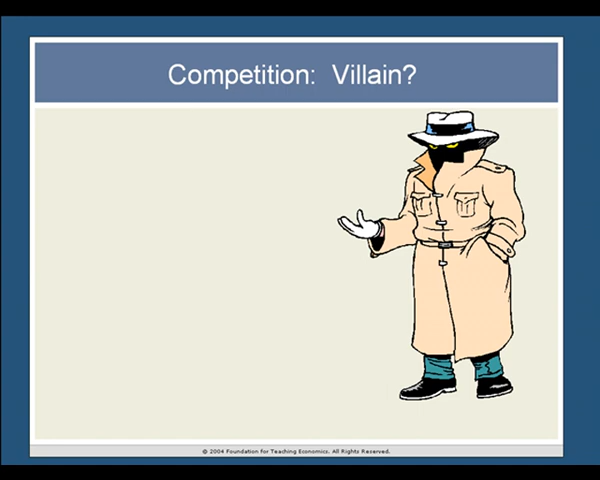 Competition:  Villain?
© 2004 Foundation for Teaching Economics. All Rights Reserved.